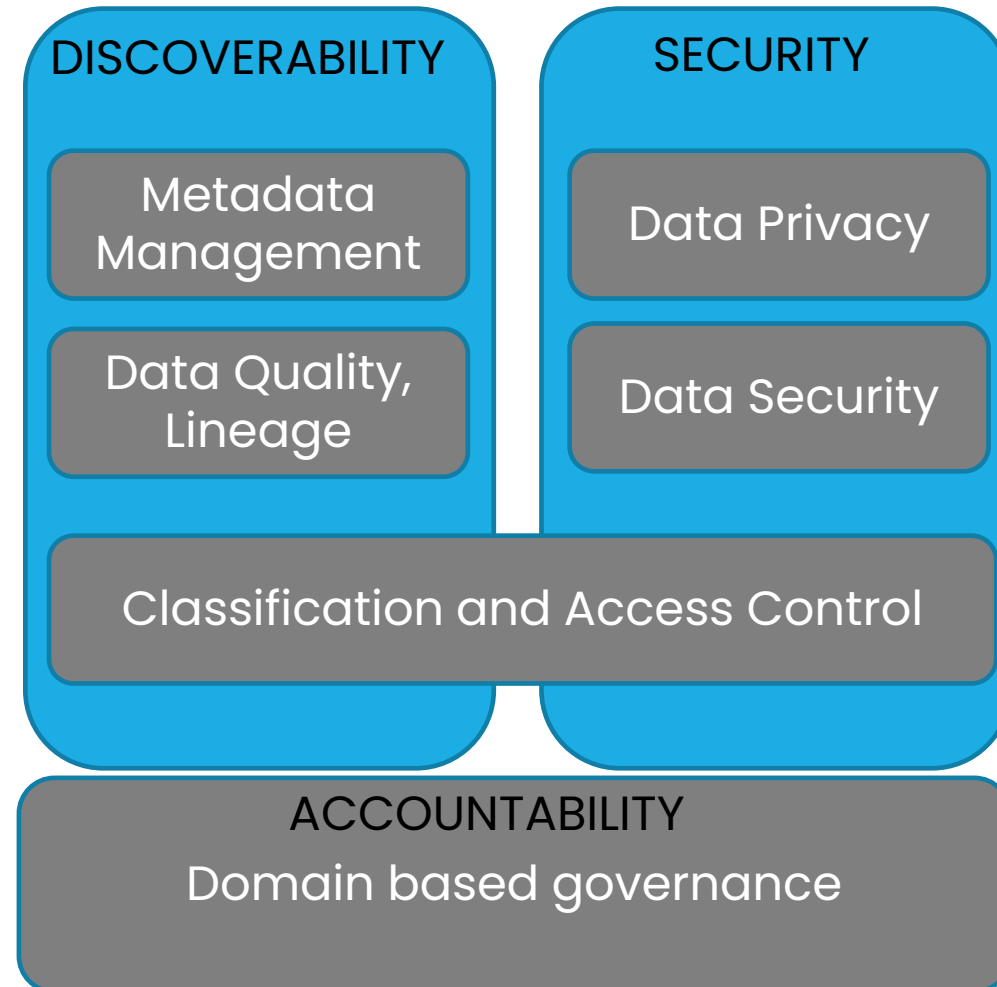 DISCOVERABILITY
Metadata
Management
Data Quality,
Lineage
SECURITY
Data Privacy
Data Security
Classification and Access Control
ACCOUNTABILITY
Domain based governance